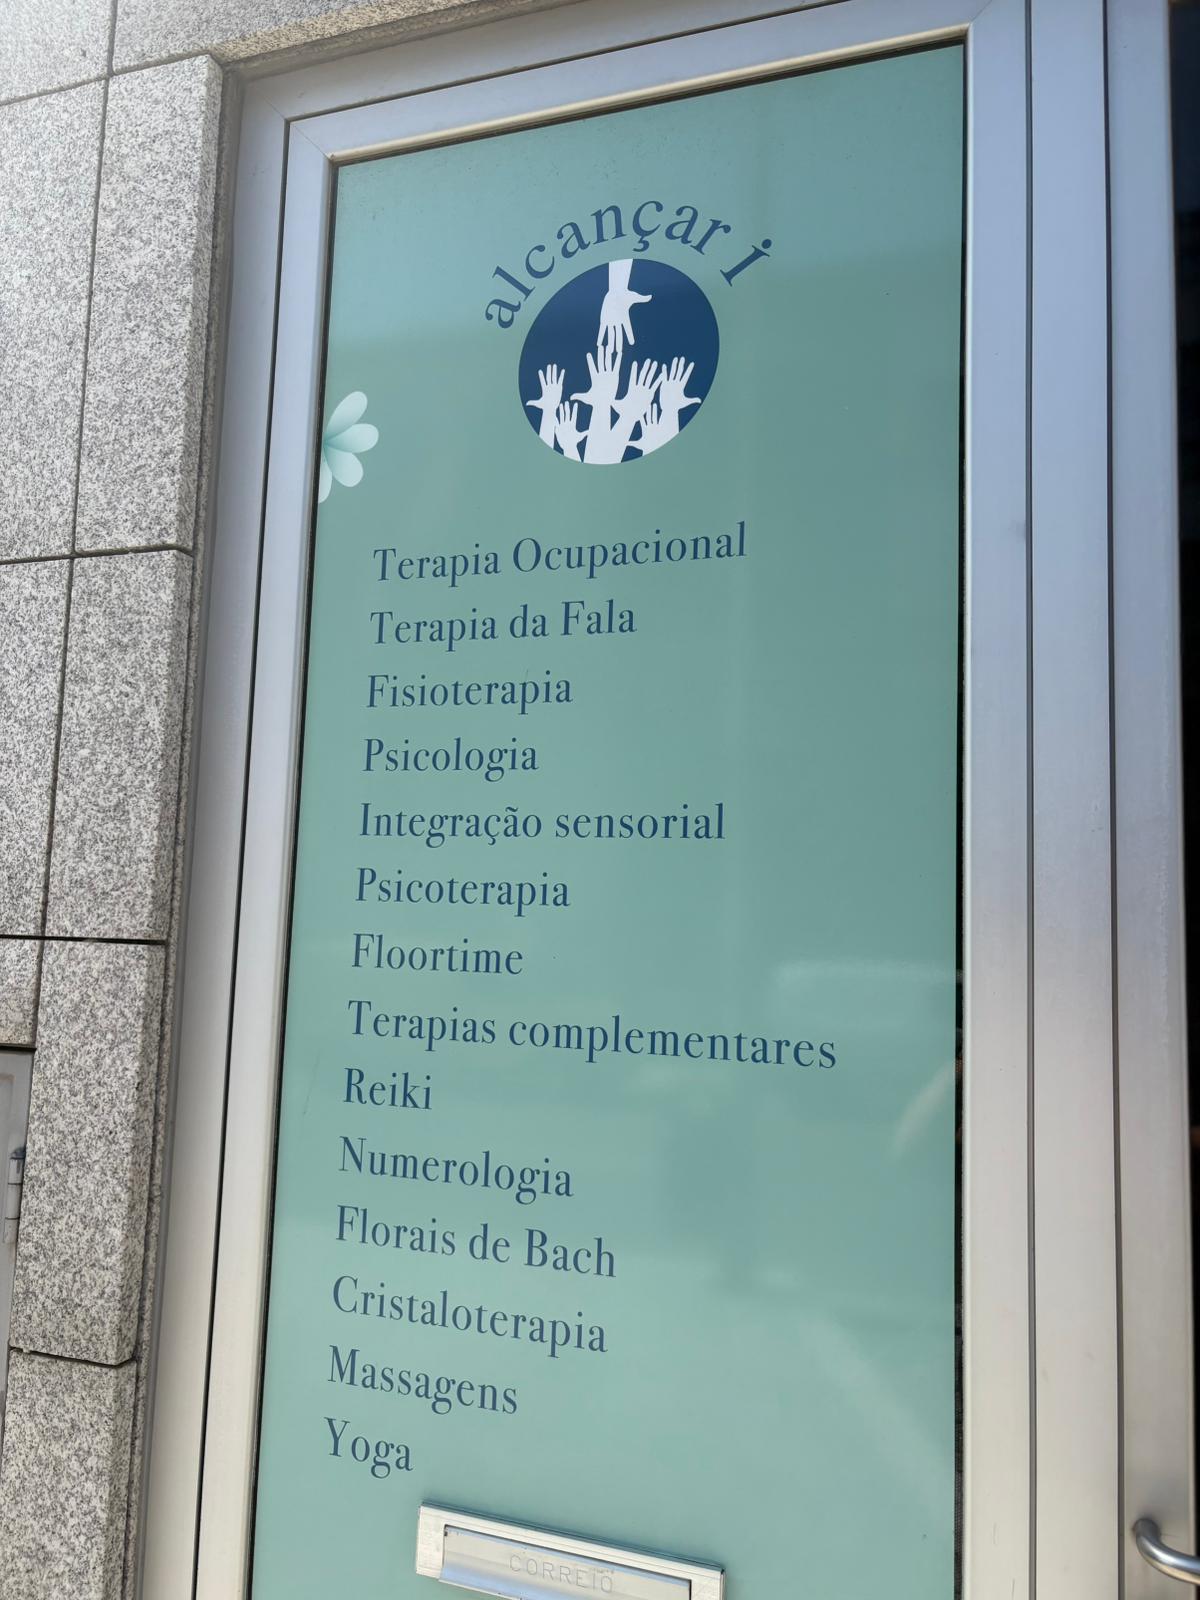 alcançar i
Terapia Ocupacional
Terapia da Fala
Fisioterapia
Psicologia
Integração sensorial
Psicoterapia
Floortime
Terapias complementares
Reiki
Numerologia
Florais de Bach
Cristaloterapia
Massagens
Yoga
CORREIO